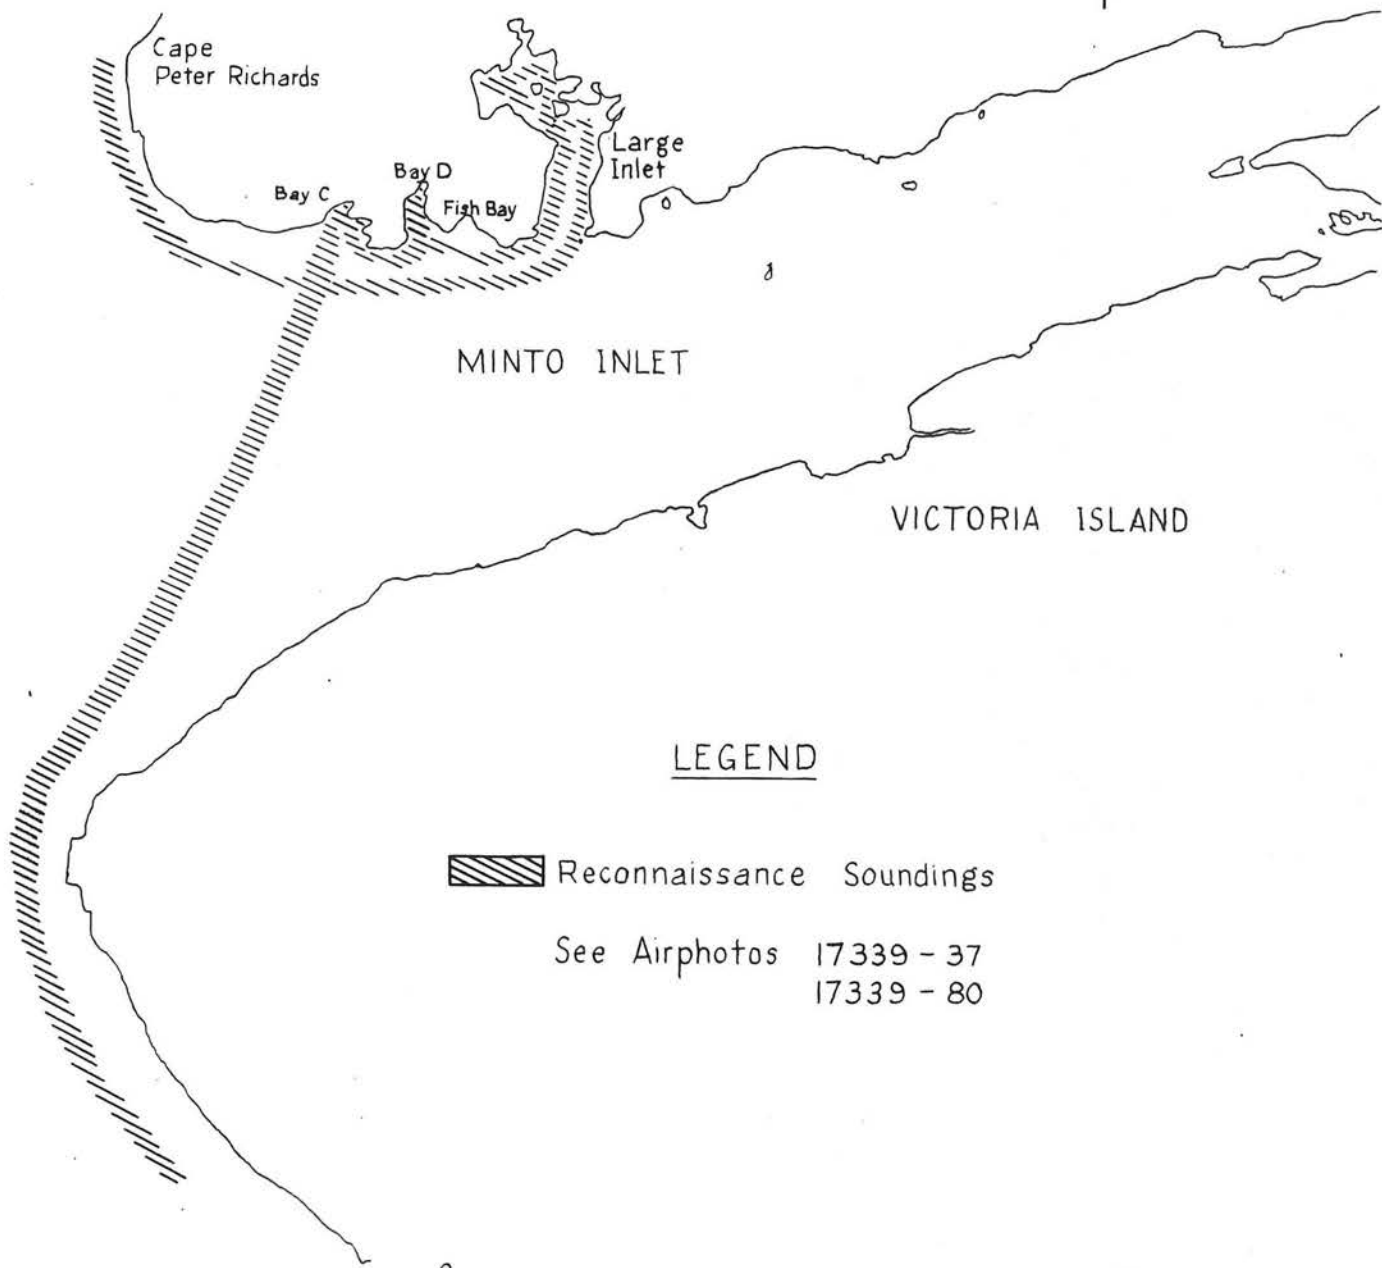 Cape
Peter Richards
Large
Inlet
Bay D
Bay C
Fish Bay
MINTO INLET
VICTORIA ISLAND
LEGEND
Reconnaissance Soundings
See Airphotos 17339-37
17339-80